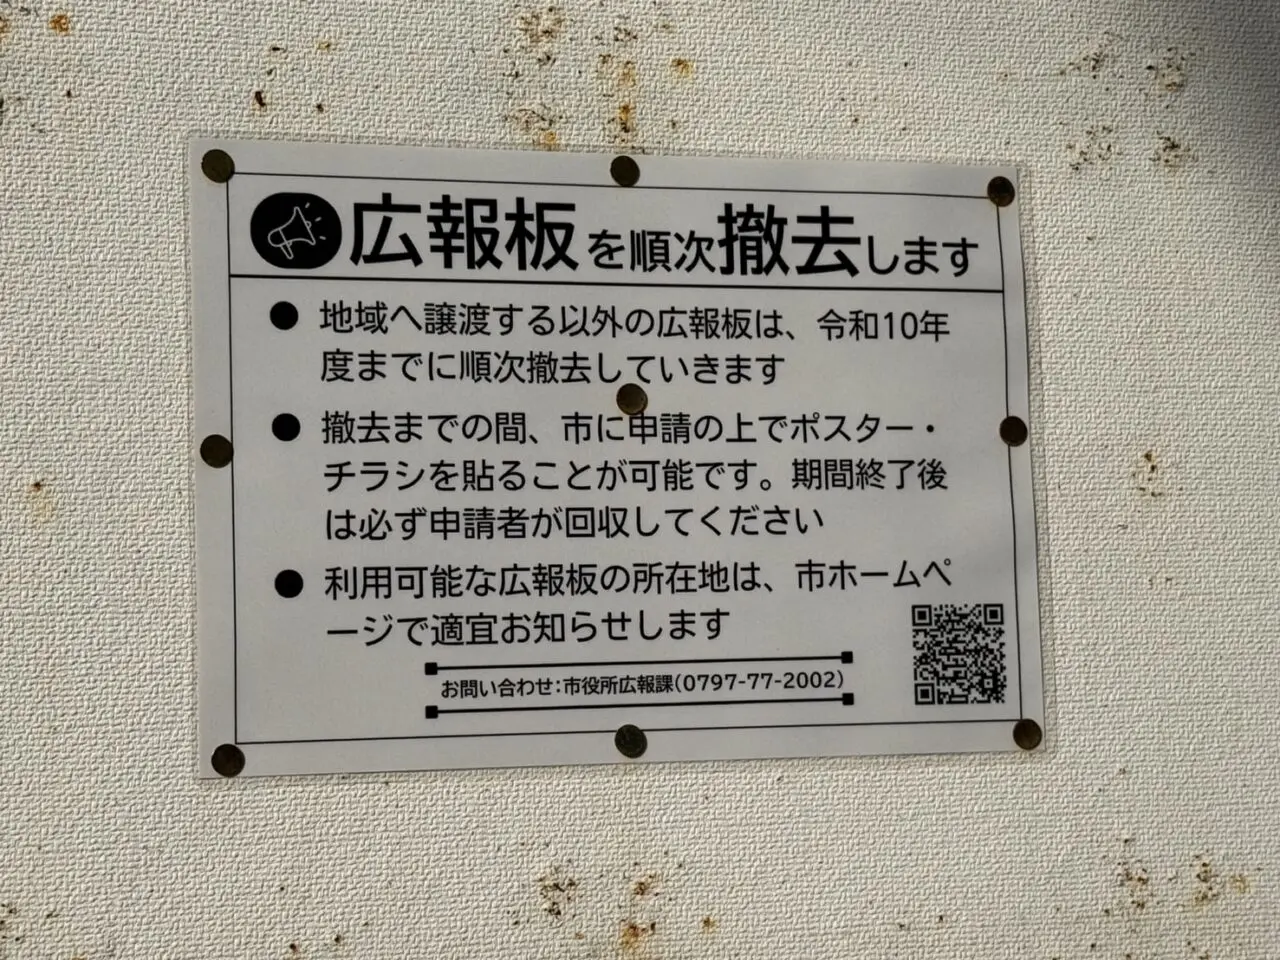 広報板を順次撤去します
● 地域へ譲渡する以外の広報板は、令和10年
度までに順次撤去していきます
● 撤去までの間、市に申請の上でポスター・
チラシを貼ることが可能です。期間終了後
は必ず申請者が回収してください
● 利用可能な広報板の所在地は、市ホームペ
ージで適宜お知らせします
お問い合わせ：市役所広報課（0797-77-2002）